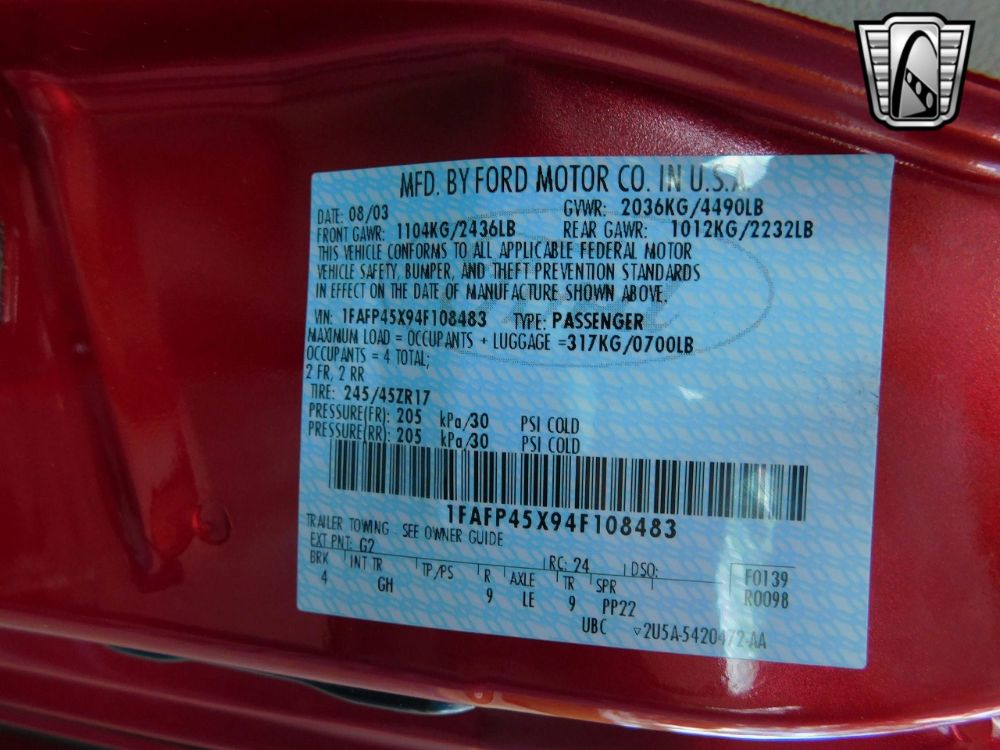 MFD. BY FORD MOTOR CO. IN U.S.A.
DATE: 08/03 GVWR: 2036KG/4490LB
FRONT GAWR: 1104KG/2436LB REAR GAWR: 1012KG/2232LB
THIS VEHICLE CONFORMS TO ALL APPLICABLE FEDERAL MOTOR
VEHICLE SAFETY, BUMPER, AND THEFT PREVENTION STANDARDS
IN EFFECT ON THE DATE OF MANUFACTURE SHOWN ABOVE.
VIN: 1FAFP45X94F108483 TYPE: PASSENGER
MAXIMUM LOAD = OCCUPANTS + LUGGAGE =317KG/0700LB
OCCUPANTS = 4 TOTAL;
2 FR, 2 RR
TIRE: 245/45ZR17
PRESSURE(FR): 205 kPa/30 PSI COLD
PRESSURE(RR): 205 kPa/30 PSI COLD
1FAFP45X94F108483
TRAILER TOWING - SEE OWNER GUIDE
EXT PNT: G2 RC: 24 DSO: F0139
BRK INT TR TP/PS R AXLE TR SPR R0098
4 GH 9 LE 9 PP22
UBC ▽2U5A-5420472-AA